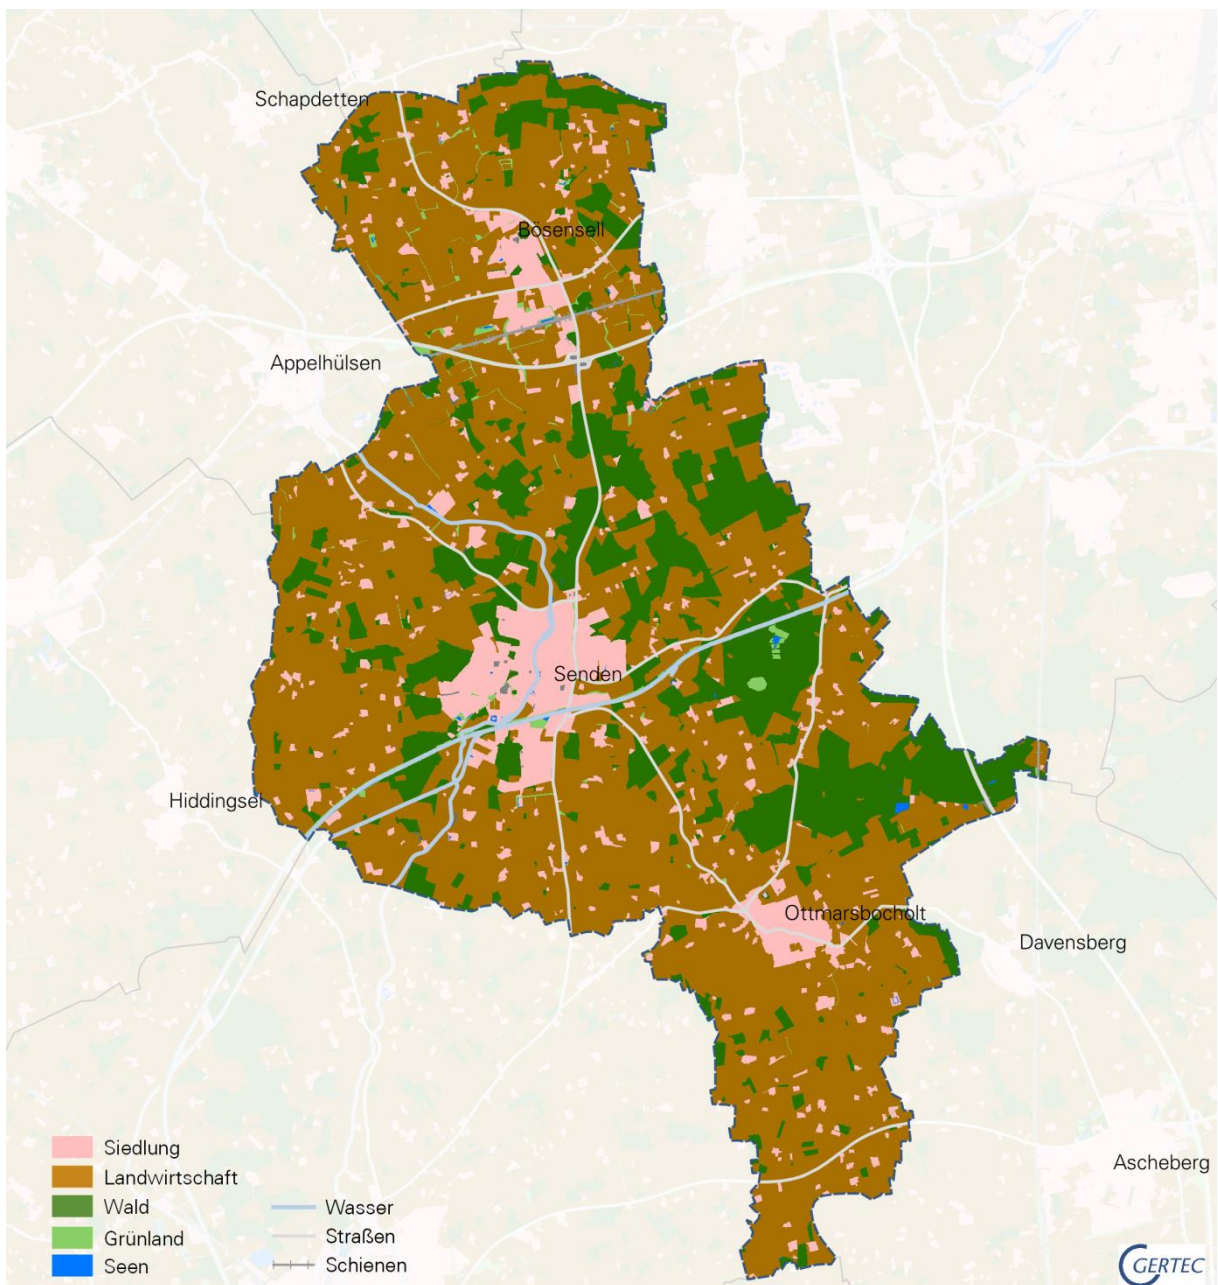 Schapdetten
Bösensell
Appelhülsen
Senden
Hiddingsel
Ottmarsbocholt
Davensberg
Ascheberg
Siedlung
Landwirtschaft
Wald
Grünland
Seen
Wasser
Straßen
Schienen
GERTEC